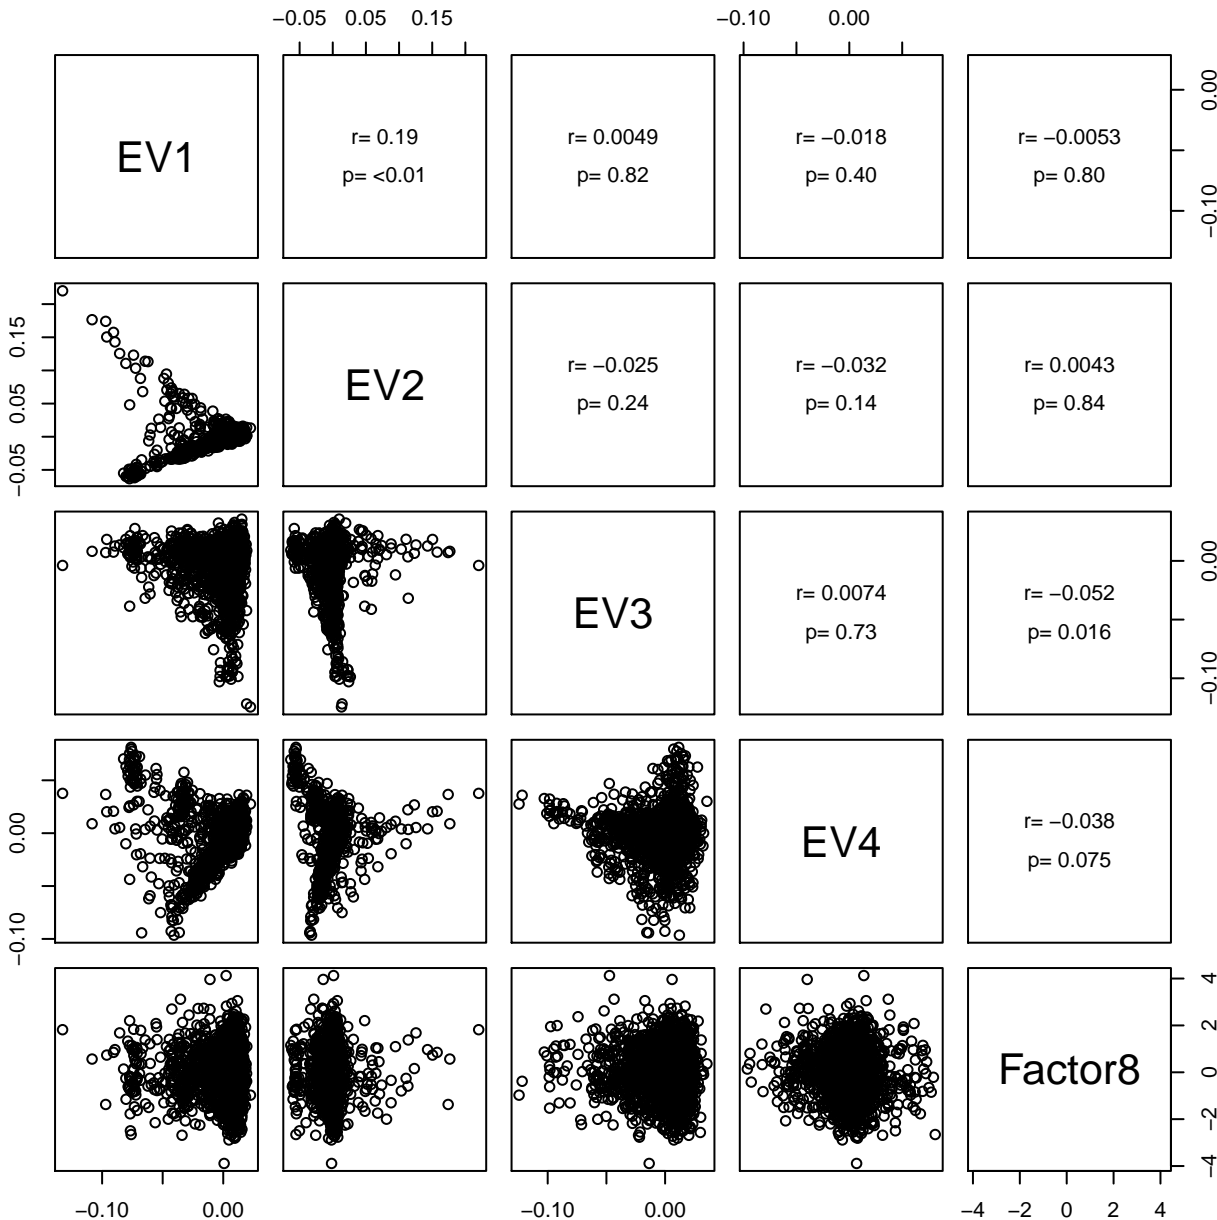 −0.05 0.05 0.15 −0.10 0.00
EV1
r= 0.19
p= <0.01
r= 0.0049
p= 0.82
r= −0.018
p= 0.40
r= −0.0053
p= 0.80
0.00
−0.10
0.15
0.05
−0.05
EV2
r= −0.025
p= 0.24
r= −0.032
p= 0.14
r= 0.0043
p= 0.84
EV3
r= 0.0074
p= 0.73
r= −0.052
p= 0.016
0.00
−0.10
0.00
−0.10
EV4
r= −0.038
p= 0.075
Factor8
4
2
0
−2
−4
−0.10 0.00 −0.10 0.00 −4 −2 0 2 4